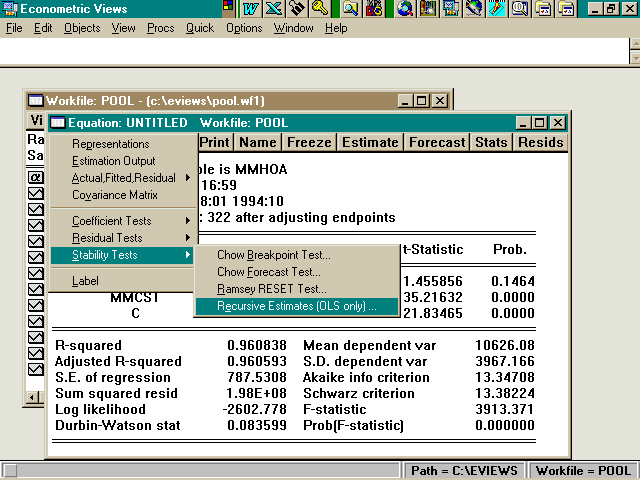 Econometric Views
File Edit Objects View Procs Quick Options Window Help
Workfile: POOL - (c:\eviews\pool.wf1)
Vi
Equation: UNTITLED Workfile: POOL
Print Name Freeze Estimate Forecast Stats Resids
Ra
Sa
Representations
Estimation Output
Actual,Fitted,Residual
Covariance Matrix
Coefficient Tests
Residual Tests
Stability Tests
Label
ble is MMHOA
16:59
8:01 1994:10
: 322 after adjusting endpoints
t-Statistic Prob.
Chow Breakpoint Test...
Chow Forecast Test...
Ramsey RESET Test...
Recursive Estimates (OLS only) ...
1.455856 0.1464
MMCST 35.21632 0.0000
C 21.83465 0.0000
R-squared 0.960838 Mean dependent var 10626.08
Adjusted R-squared 0.960593 S.D. dependent var 3967.166
S.E. of regression 787.5308 Akaike info criterion 13.34708
Sum squared resid 1.98E+08 Schwarz criterion 13.38224
Log likelihood -2602.778 F-statistic 3913.371
Durbin-Watson stat 0.083599 Prob(F-statistic) 0.000000
Path = C:\EVIEWS Workfile = POOL